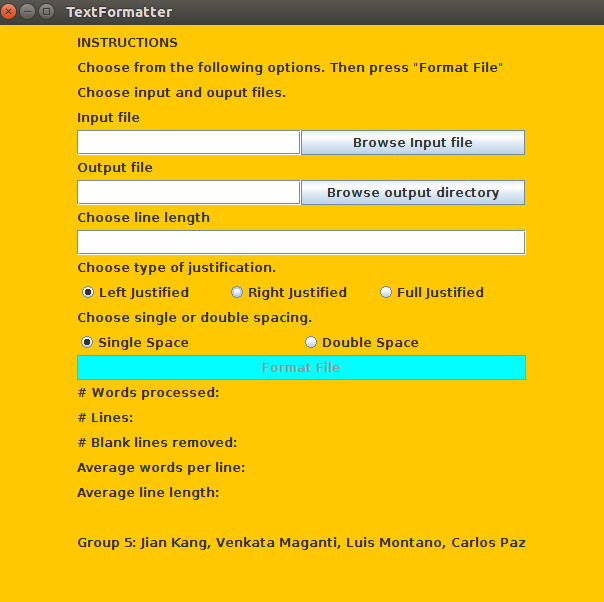 TextFormatter
INSTRUCTIONS
Choose from the following options. Then press "Format File"
Choose input and ouput files.
Input file
Browse Input file
Output file
Browse output directory
Choose line length
Choose type of justification.
Left Justified Right Justified Full Justified
Choose single or double spacing.
Single Space Double Space
Format File
# Words processed:
# Lines:
# Blank lines removed:
Average words per line:
Average line length:
Group 5: Jian Kang, Venkata Maganti, Luis Montano, Carlos Paz